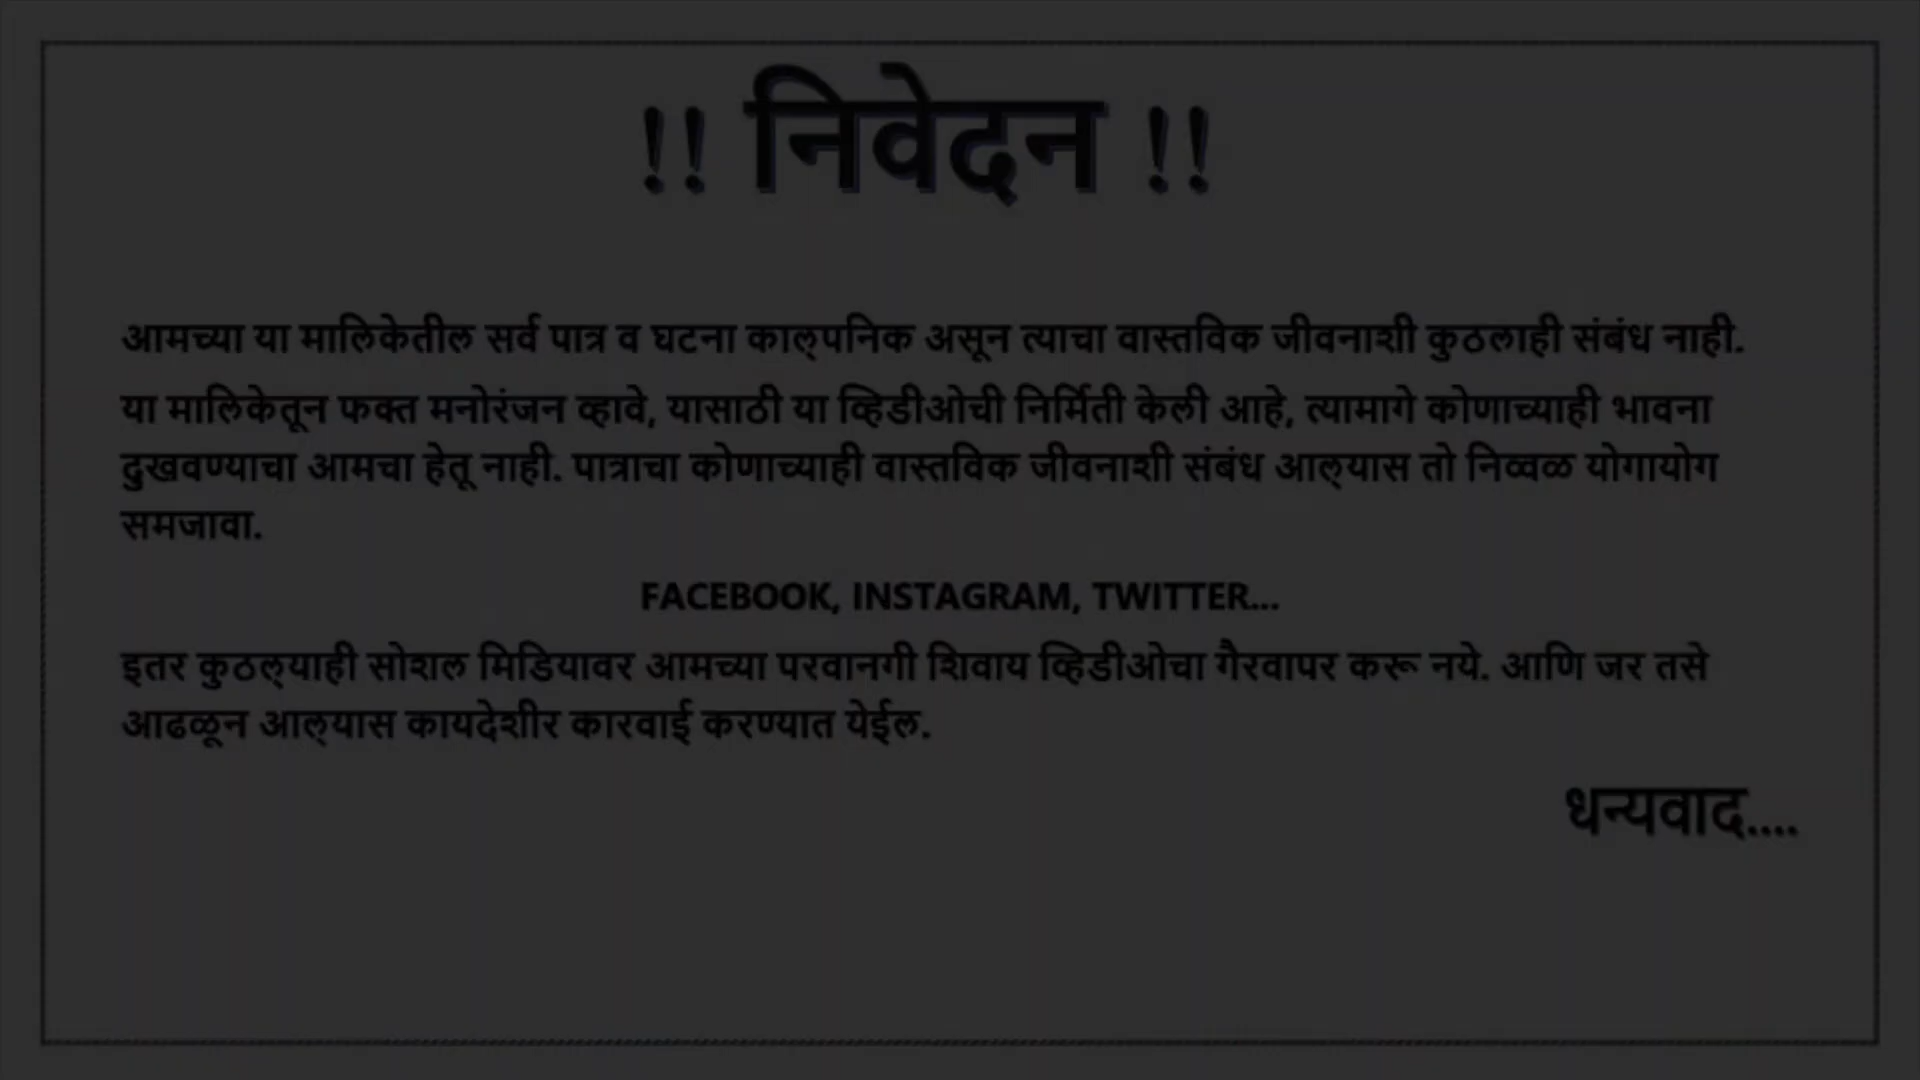 !! निवेदन !!
आमच्या या मालिकेतील सर्व पात्र व घटना काल्पनिक असून त्याचा वास्तविक जीवनाशी कुठलाही संबंध नाही.
या मालिकेतून फक्त मनोरंजन व्हावे, यासाठी या व्हिडीओची निर्मिती केली आहे, त्यामागे कोणाच्याही भावना
दुखवण्याचा आमचा हेतू नाही. पात्राचा कोणाच्याही वास्तविक जीवनाशी संबंध आल्यास तो निव्वळ योगायोग
समजावा.
FACEBOOK, INSTAGRAM, TWITTER...
इतर कुठल्याही सोशल मिडियावर आमच्या परवानगी शिवाय व्हिडीओचा गैरवापर करू नये. आणि जर तसे
आढळून आल्यास कायदेशीर कारवाई करण्यात येईल.
धन्यवाद....